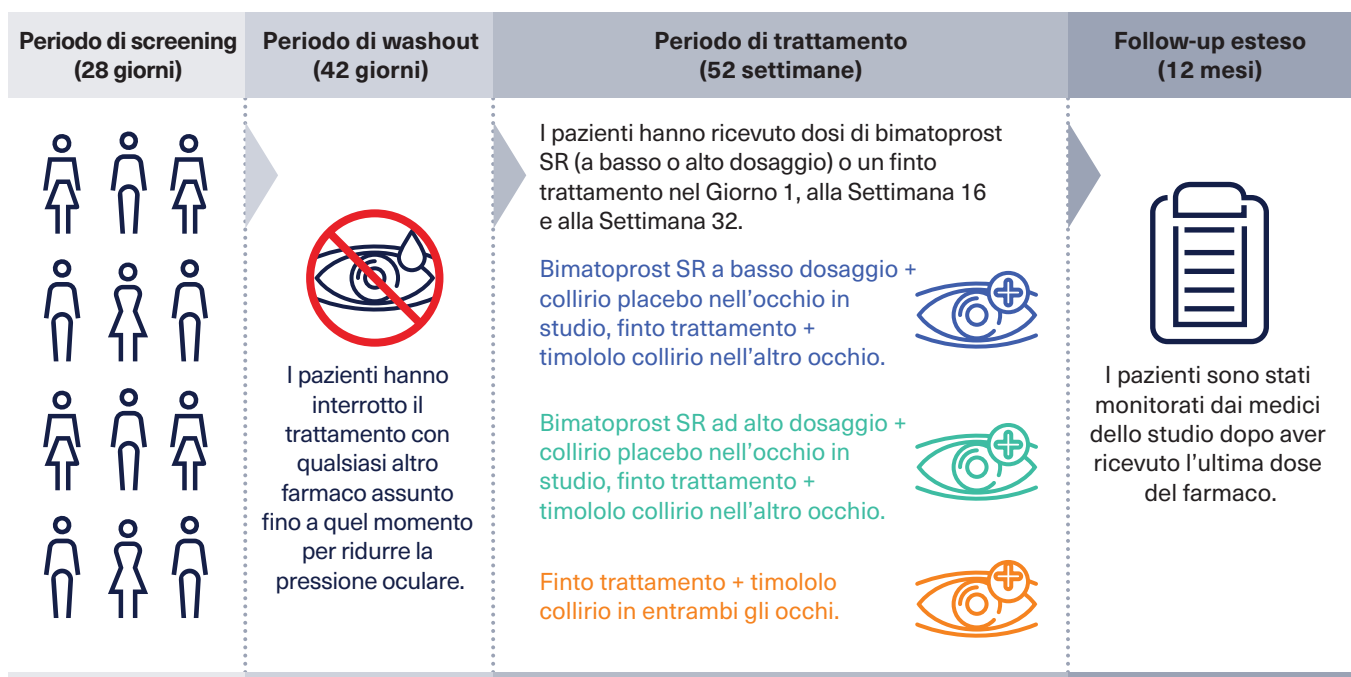 Periodo di screening
(28 giorni)
Periodo di washout
(42 giorni)
Periodo di trattamento
(52 settimane)
Follow-up esteso
(12 mesi)
I pazienti hanno
interrotto il
trattamento con
qualsiasi altro
farmaco assunto
fino a quel momento
per ridurre la
pressione oculare.
I pazienti hanno ricevuto dosi di bimatoprost
SR (a basso o alto dosaggio) o un finto
trattamento nel Giorno 1, alla Settimana 16
e alla Settimana 32.
Bimatoprost SR a basso dosaggio +
collirio placebo nell'occhio in
studio, finto trattamento +
timololo collirio nell'altro occhio.
Bimatoprost SR ad alto dosaggio +
collirio placebo nell'occhio in
studio, finto trattamento +
timololo collirio nell'altro occhio.
Finto trattamento + timololo
collirio in entrambi gli occhi.
I pazienti sono stati
monitorati dai medici
dello studio dopo aver
ricevuto l'ultima dose
del farmaco.